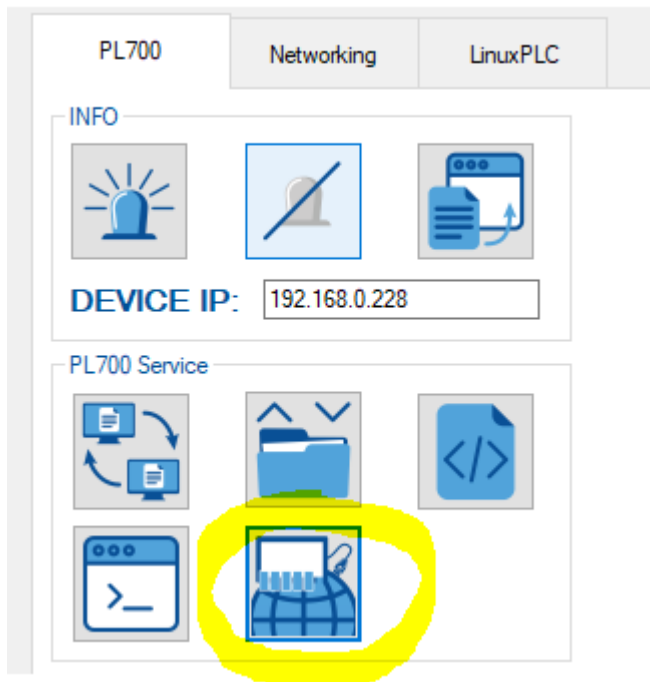 PL700 Networking LinuxPLC
INFO
DEVICE IP: 192.168.0.228
PL700 Service